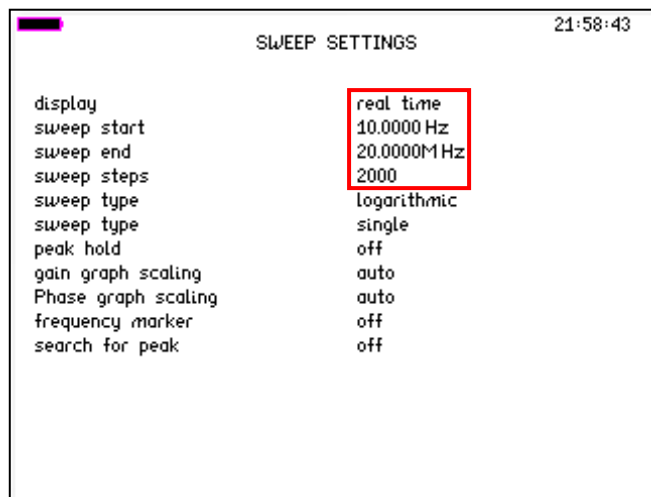 21:58:43
SWEEP SETTINGS
display real time
sweep start 10.0000 Hz
sweep end 20.0000M Hz
sweep steps 2000
sweep type logarithmic
sweep type single
peak hold off
gain graph scaling auto
Phase graph scaling auto
frequency marker off
search for peak off